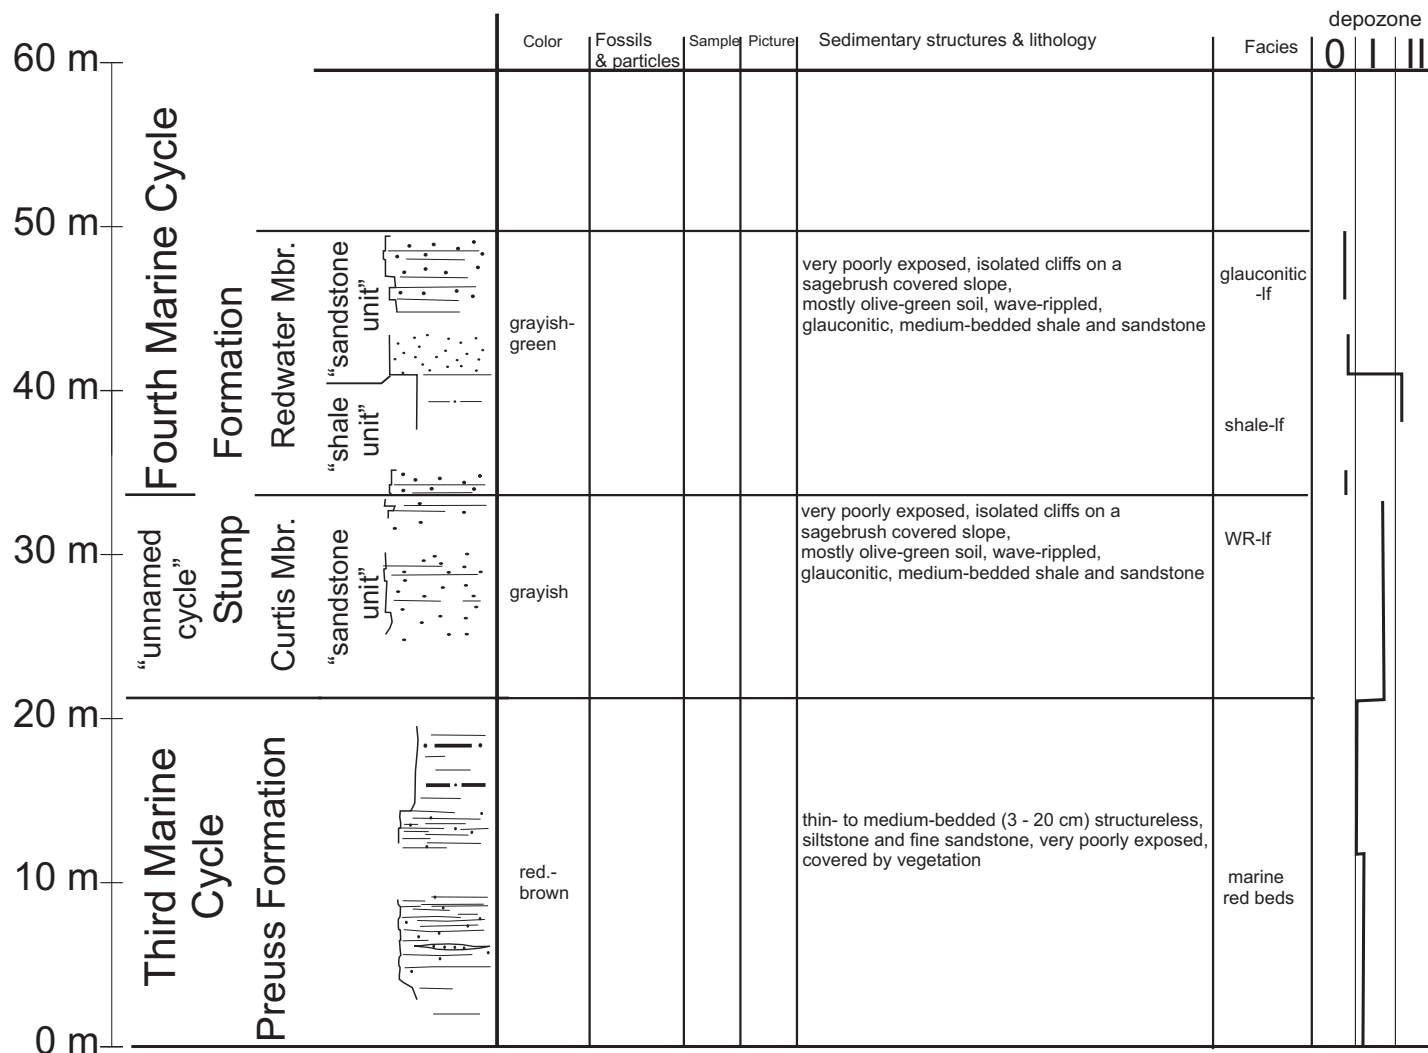 depozone
Color
Fossils
& particles
Sample
Picture
Sedimentary structures & lithology
Facies
0
I
II
60 m
50 m
40 m
30 m
20 m
10 m
0 m
Fourth Marine Cycle
Formation
Redwater Mbr.
“sandstone
unit”
“shale
unit”
grayish-
green
very poorly exposed, isolated cliffs on a
sagebrush covered slope,
mostly olive-green soil, wave-rippled,
glauconitic, medium-bedded shale and sandstone
glauconitic
-lf
shale-lf
“unnamed
cycle”
Stump
Curtis Mbr.
“sandstone
unit”
grayish
very poorly exposed, isolated cliffs on a
sagebrush covered slope,
mostly olive-green soil, wave-rippled,
glauconitic, medium-bedded shale and sandstone
WR-lf
Third Marine
Cycle
Preuss Formation
red.-
brown
thin- to medium-bedded (3 - 20 cm) structureless,
siltstone and fine sandstone, very poorly exposed,
covered by vegetation
marine
red beds